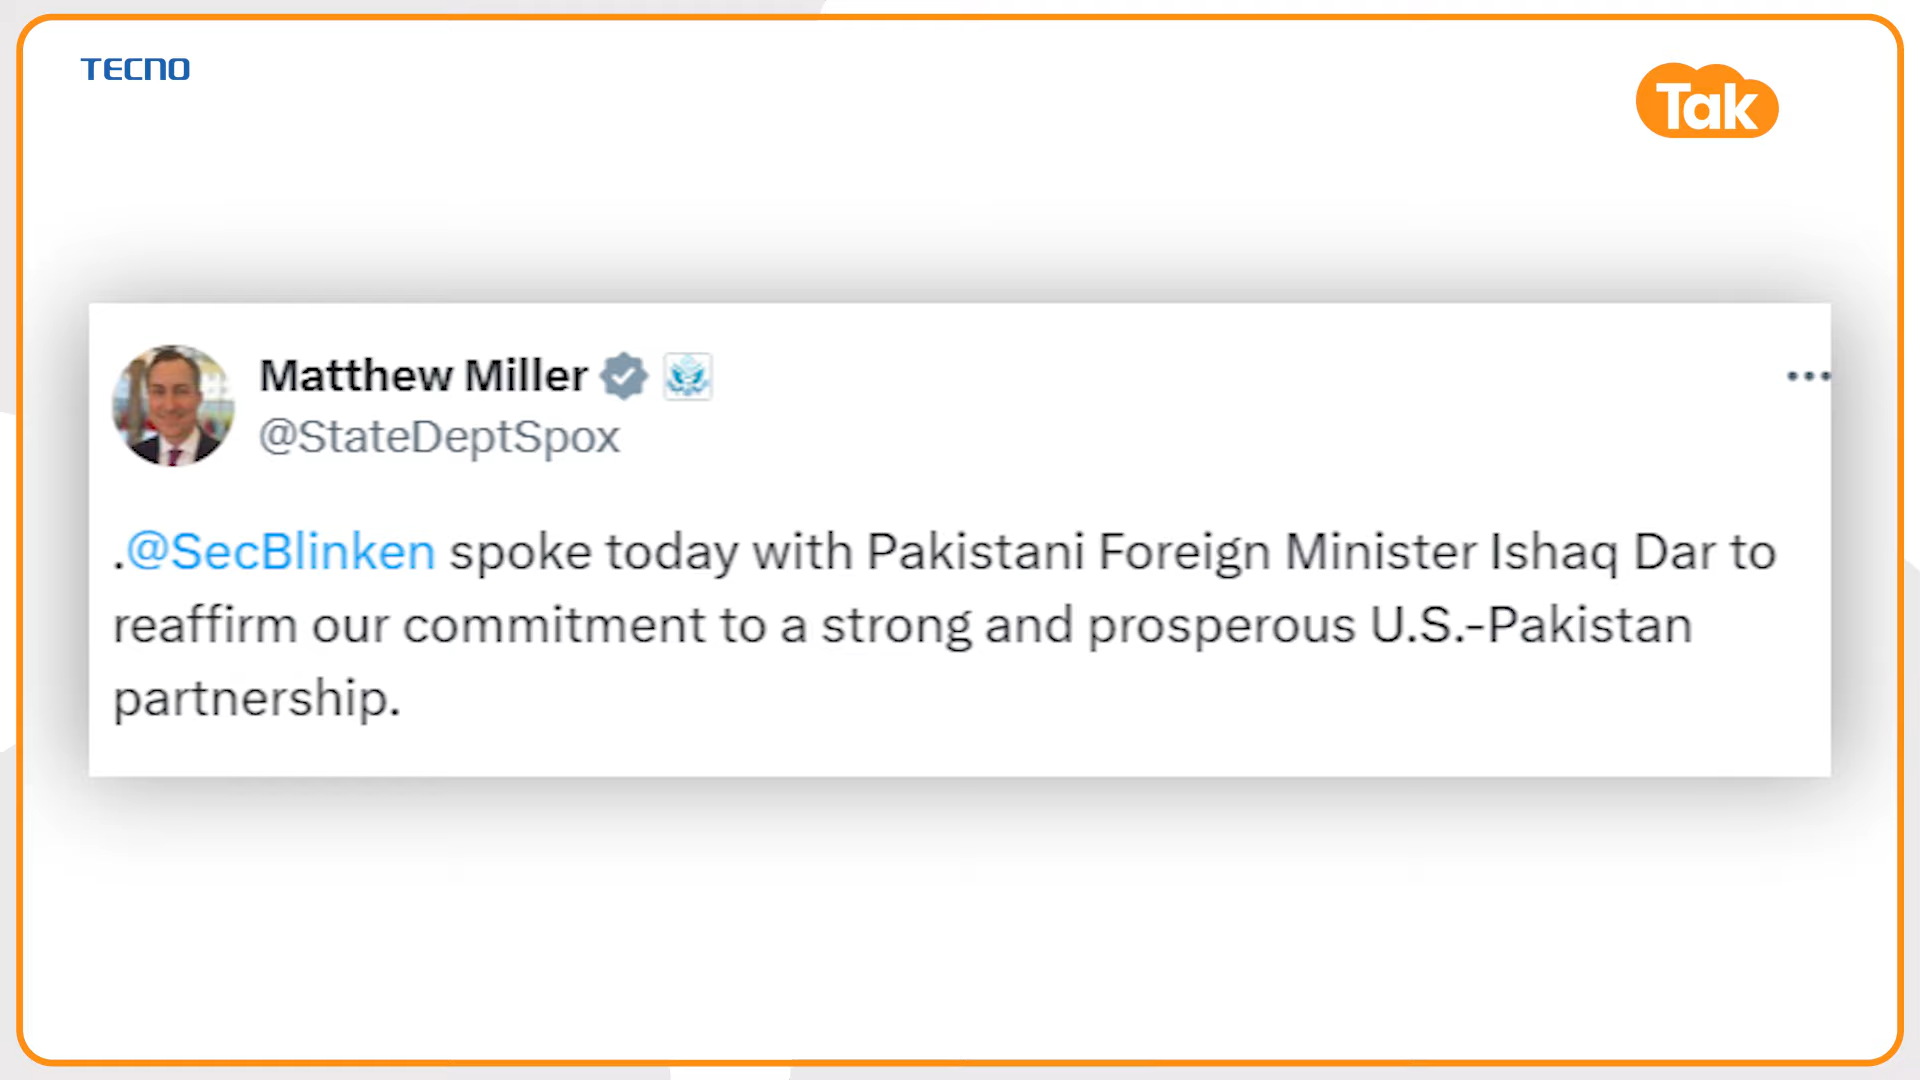 TECNO
Tak
Matthew Miller
@StateDeptSpox
.@SecBlinken spoke today with Pakistani Foreign Minister Ishaq Dar to
reaffirm our commitment to a strong and prosperous U.S.-Pakistan
partnership.